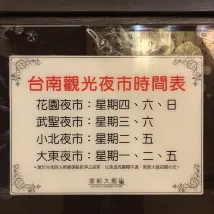 台南觀光夜市時間表
花園夜市：星期四、六、日
武聖夜市：星期三、六
小北夜市：星期二、五
大東夜市：星期一、二、五